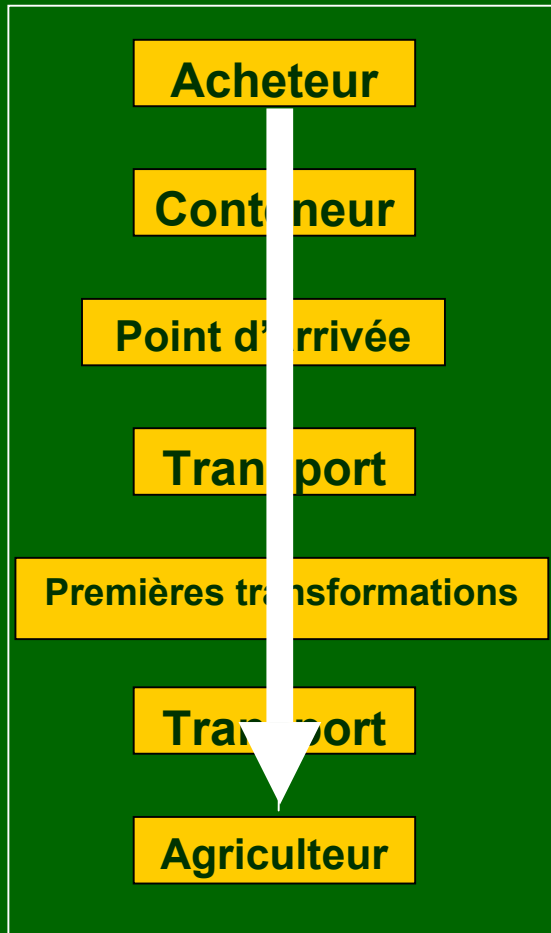 Acheteur
Conteneur
Point d’arrivée
Transport
Premières transformations
Transport
Agriculteur